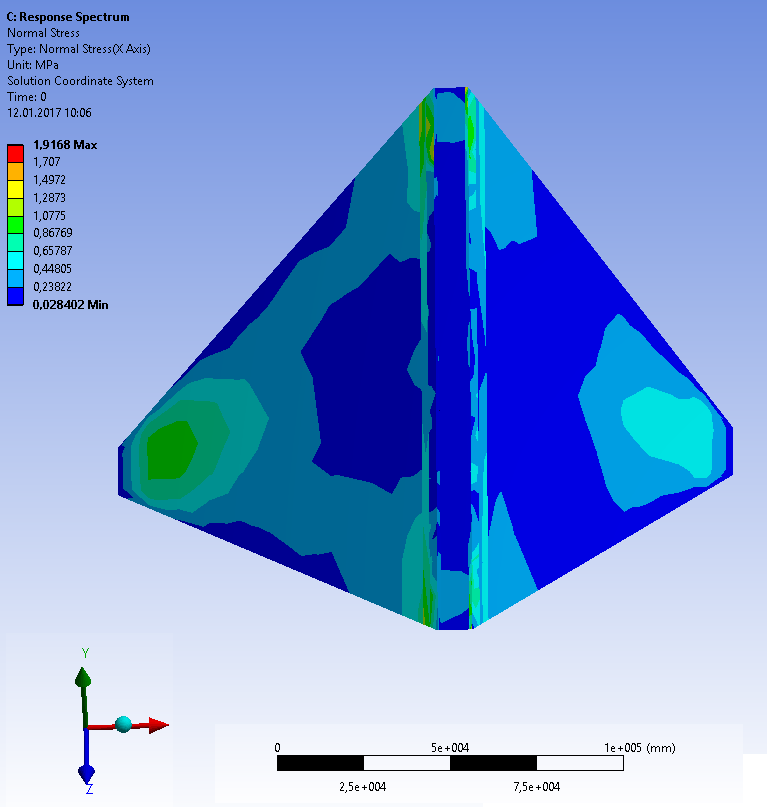 C: Response Spectrum
Normal Stress
Type: Normal Stress(X Axis)
Unit: MPa
Solution Coordinate System
Time: 0
12.01.2017 10:06
1,9168 Max
1,707
1,4972
1,2873
1,0775
0,86769
0,65787
0,44805
0,23822
0,028402 Min
Y
Z
0 5e+004 1e+005 (mm)
2,5e+004 7,5e+004